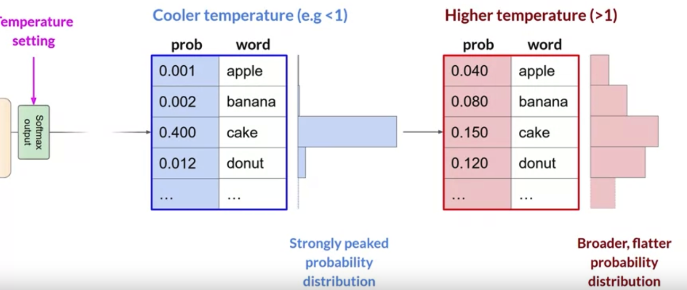 Temperature
setting
Softmax
output
Cooler temperature (e.g <1)
prob word
0.001 apple
0.002 banana
0.400 cake
0.012 donut
... ...
Strongly peaked
probability
distribution
Higher temperature (>1)
prob word
0.040 apple
0.080 banana
0.150 cake
0.120 donut
... ...
Broader, flatter
probability
distribution